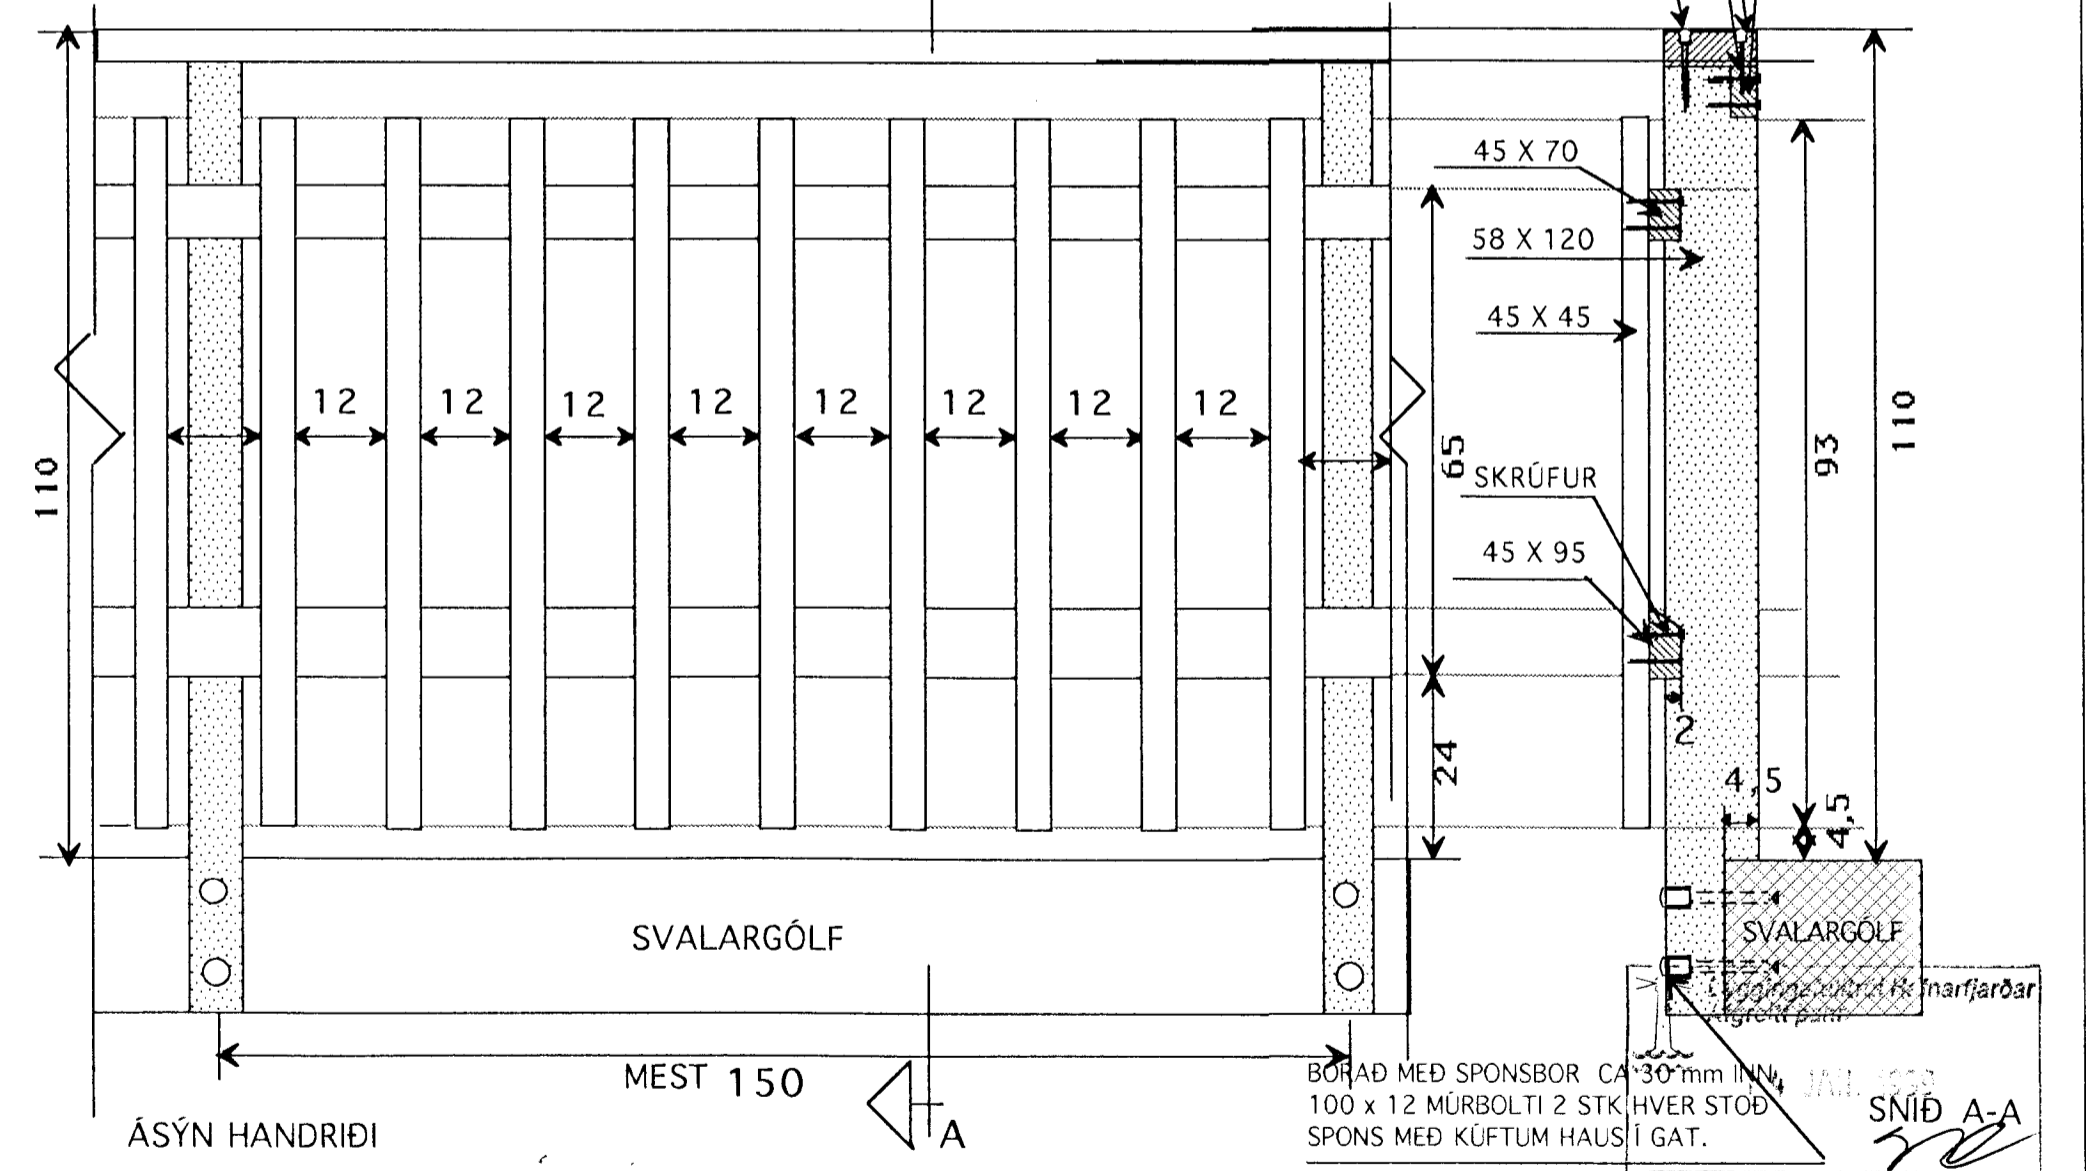 110
12
12
12
12
12
12
12
12
65
24
45 X 70
58 X 120
45 X 45
SKRÚFUR
45 X 95
2
4,5
4,5
93
110
SVALARGÓLF
SVALARGÓLF
MEST 150
A
ÁSÝN HANDRIÐI
BORAÐ MEÐ SPONSBOR CA 30 mm INN,
100 x 12 MÚRBOLTI 2 STK HVER STOÐ
SPONS MEÐ KÚFTUM HAUS Í GAT.
SNIÐ A-A